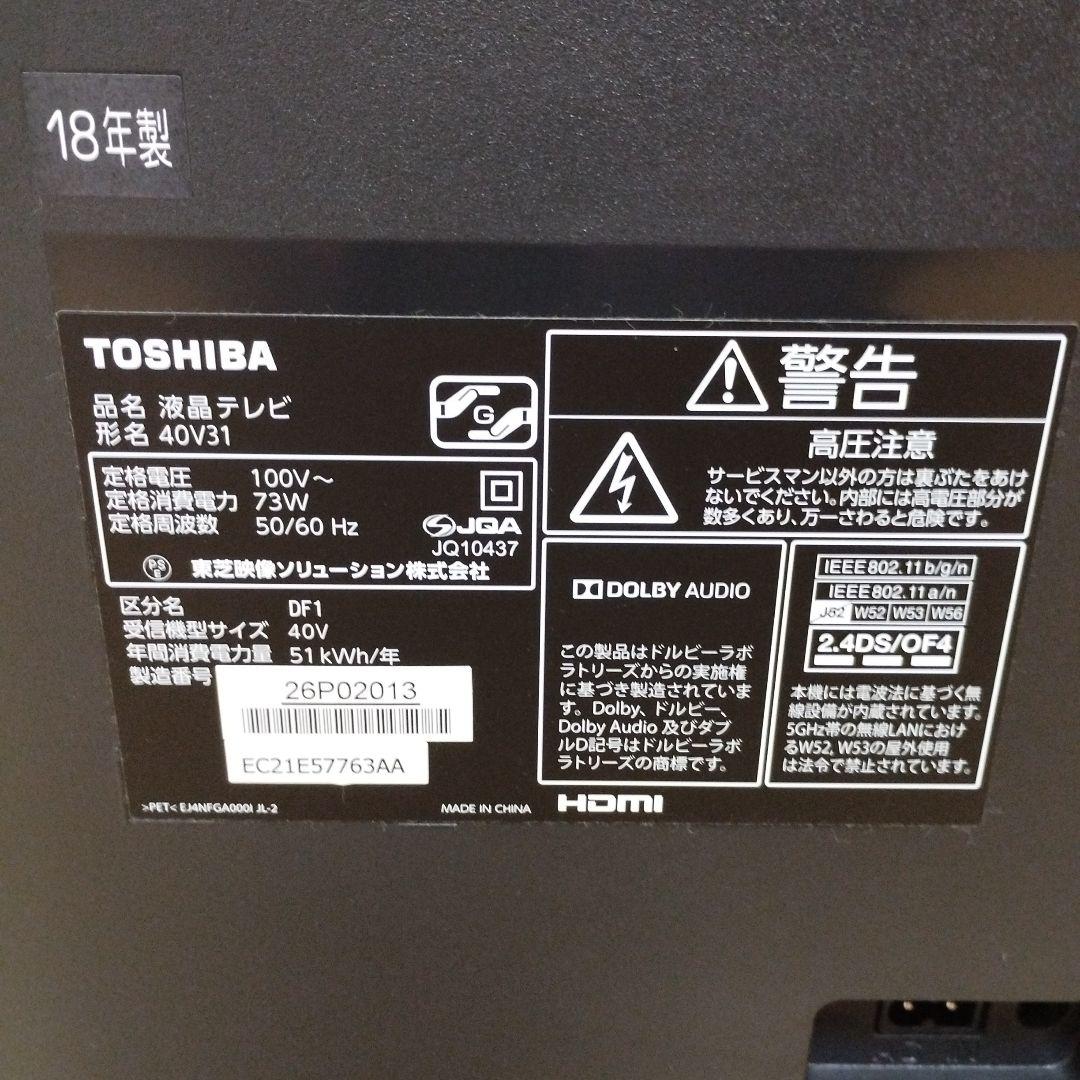 18年製
TOSHIBA
品名 液晶テレビ
形名 40V31
G
定格電圧 100V～
定格消費電力 73W
定格周波数 50/60 Hz
JQA
JQ10437
PS
E
東芝映像ソリューション株式会社
区分名 DF1
受信機型サイズ 40V
年間消費電力量 51kWh/年
製造番号
26P02013
EC21E57763AA
>PET< EJ4NFGA000I JL-2
MADE IN CHINA
警告
高圧注意
サービスマン以外の方は裏ぶたをあけ
ないでください。内部には高電圧部分が
数多くあり、万一さわると危険です。
DOLBY AUDIO
この製品はドルビーラボ
ラトリーズからの実施権
に基づき製造されていま
す。Dolby、ドルビー、
Dolby Audio 及びダブ
ルD記号はドルビーラボ
ラトリーズの商標です。
HDMI
IEEE802.11b/g/n
IEEE802.11a/n
J52 W52 W53 W56
2.4DS/OF4
本機には電波法に基づく無
線設備が内蔵されています。
5GHz帯の無線LANにおけ
るW52, W53の屋外使用
は法令で禁止されています。